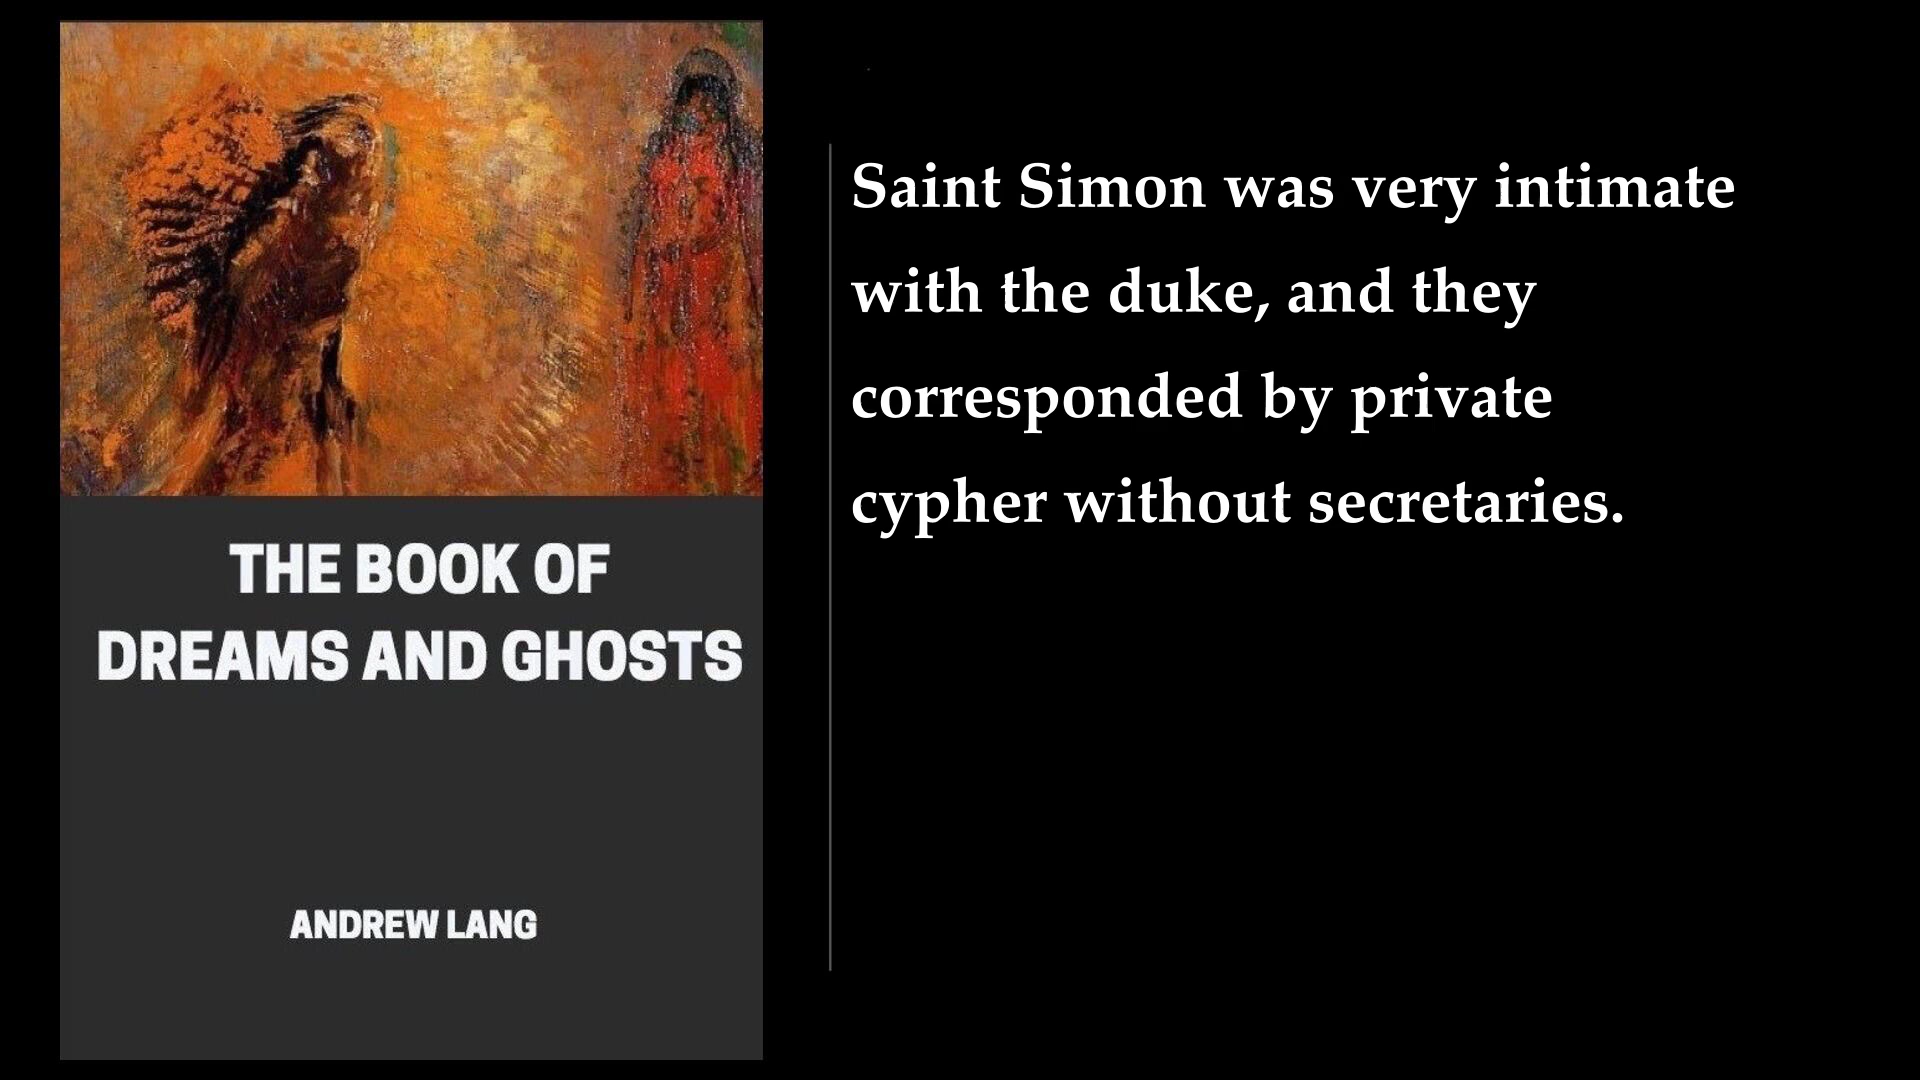 THE BOOK OF
DREAMS AND GHOSTS
ANDREW LANG
Saint Simon was very intimate
with the duke, and they
corresponded by private
cypher without secretaries.